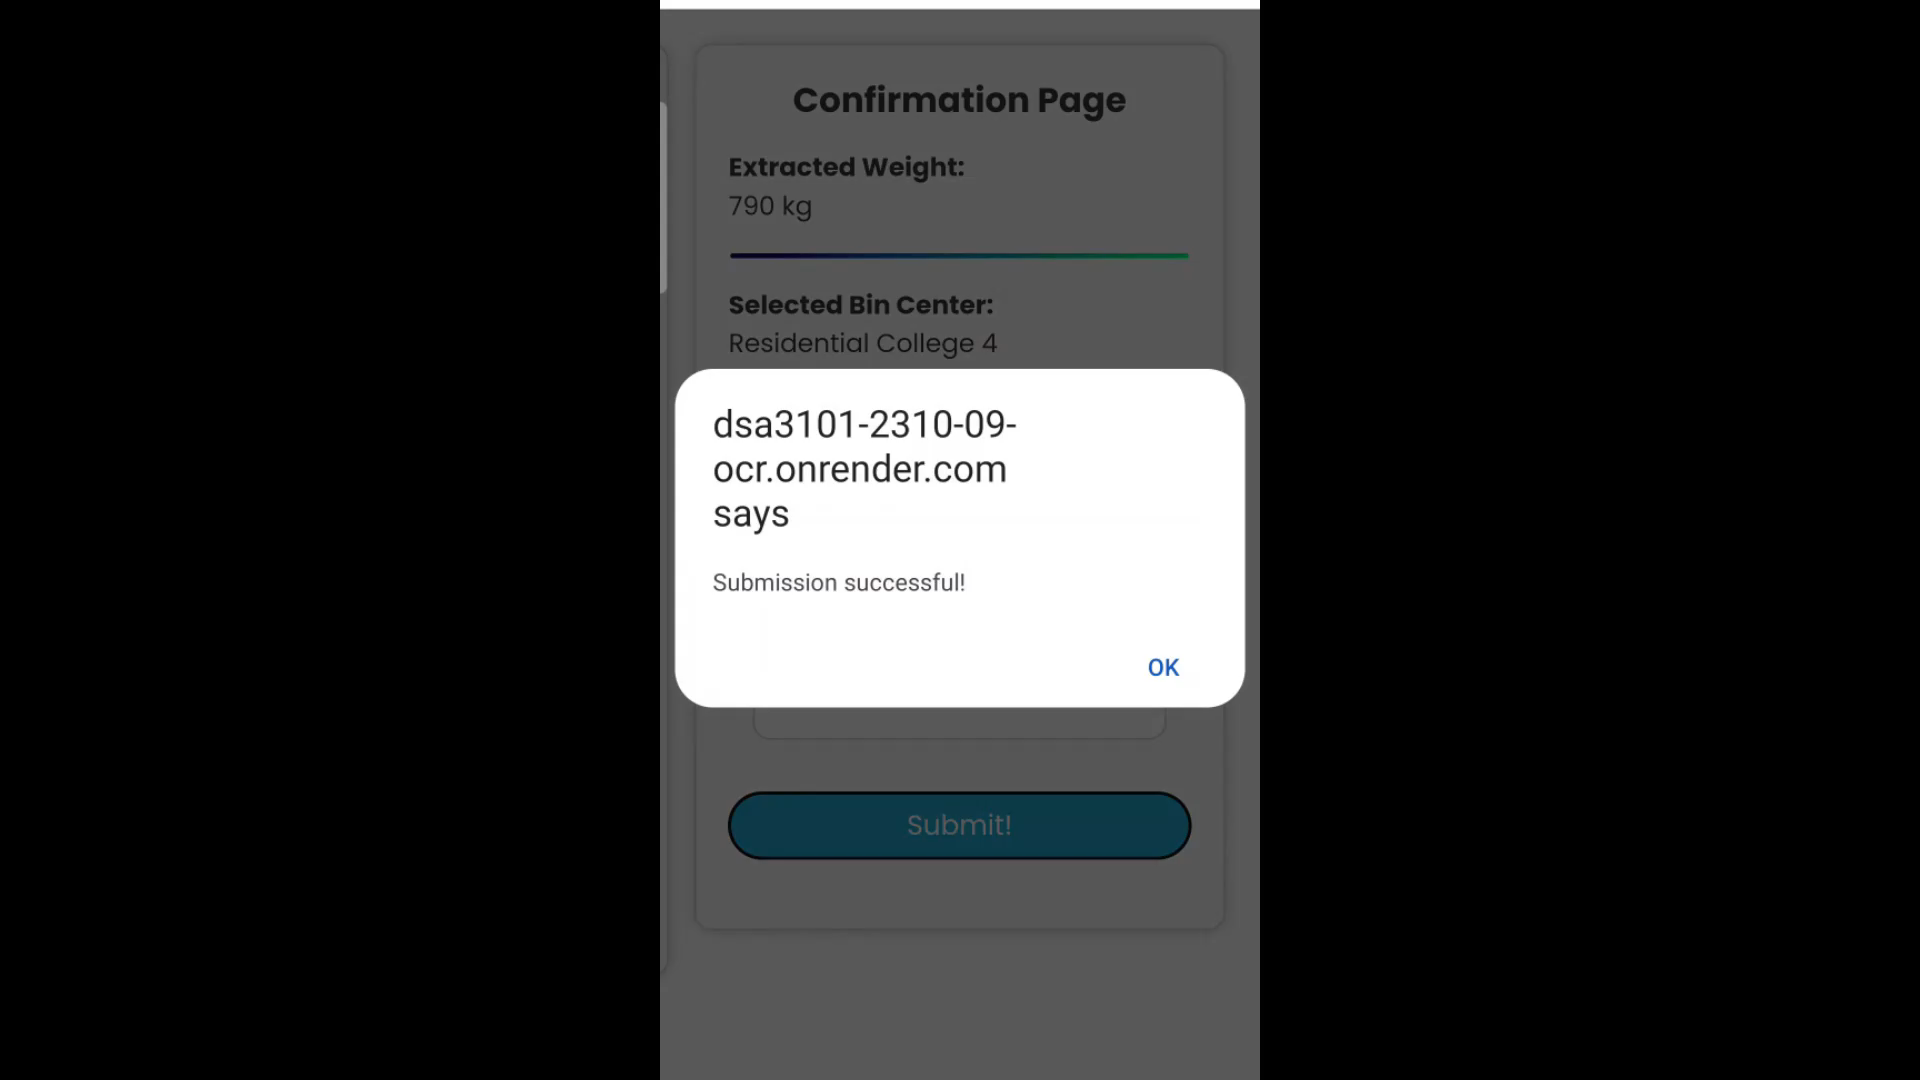 Confirmation Page
Extracted Weight:
790 kg
Selected Bin Center:
Residential College 4
dsa3101-2310-09-
ocr.onrender.com
says
Submission successful!
OK
Submit!